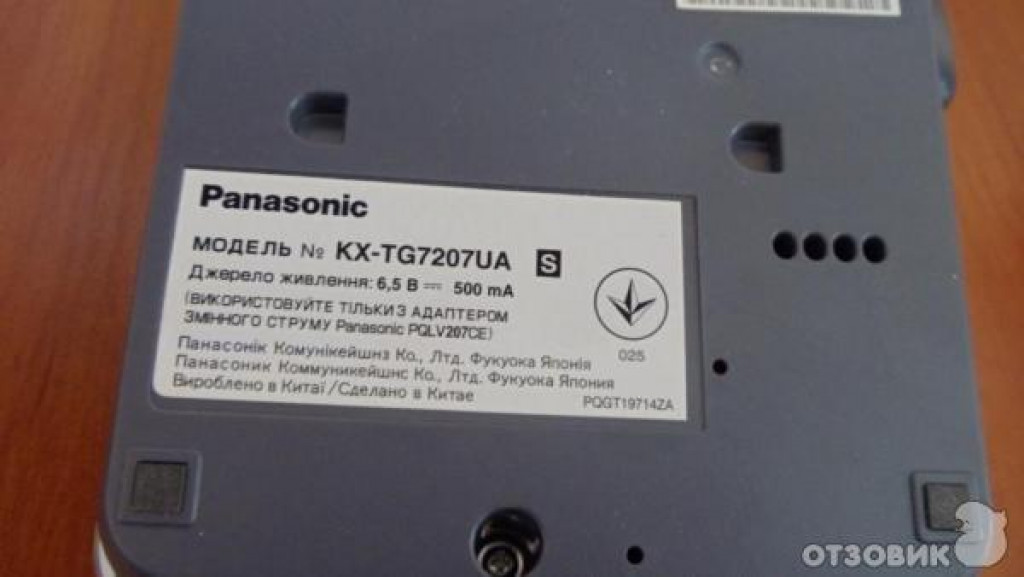 Panasonic
МОДЕЛЬ № KX-TG7207UA S
Джерело живлення: 6,5 В 500 mA
(ВИКОРИСТОВУЙТЕ ТІЛЬКИ З АДАПТЕРОМ
ЗМІННОГО СТРУМУ Panasonic PQLV207CE)
025
Панасонік Комунікейшнз Ко., Лтд. Фукуока Японія
Панасоник Коммуникейшнс Ко., Лтд. Фукуока Япония
Вироблено в Китаї /Сделано в Китае
PQGT19714ZA
ОТЗОВИК